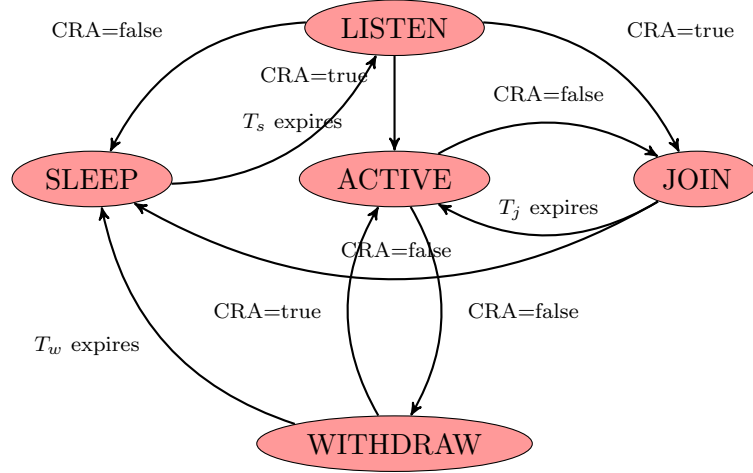 LISTEN
CRA=false
CRA=true
CRA=true
CRA=false
T_s expires
SLEEP
ACTIVE
JOIN
T_j expires
CRA=false
CRA=true
CRA=false
T_w expires
WITHDRAW